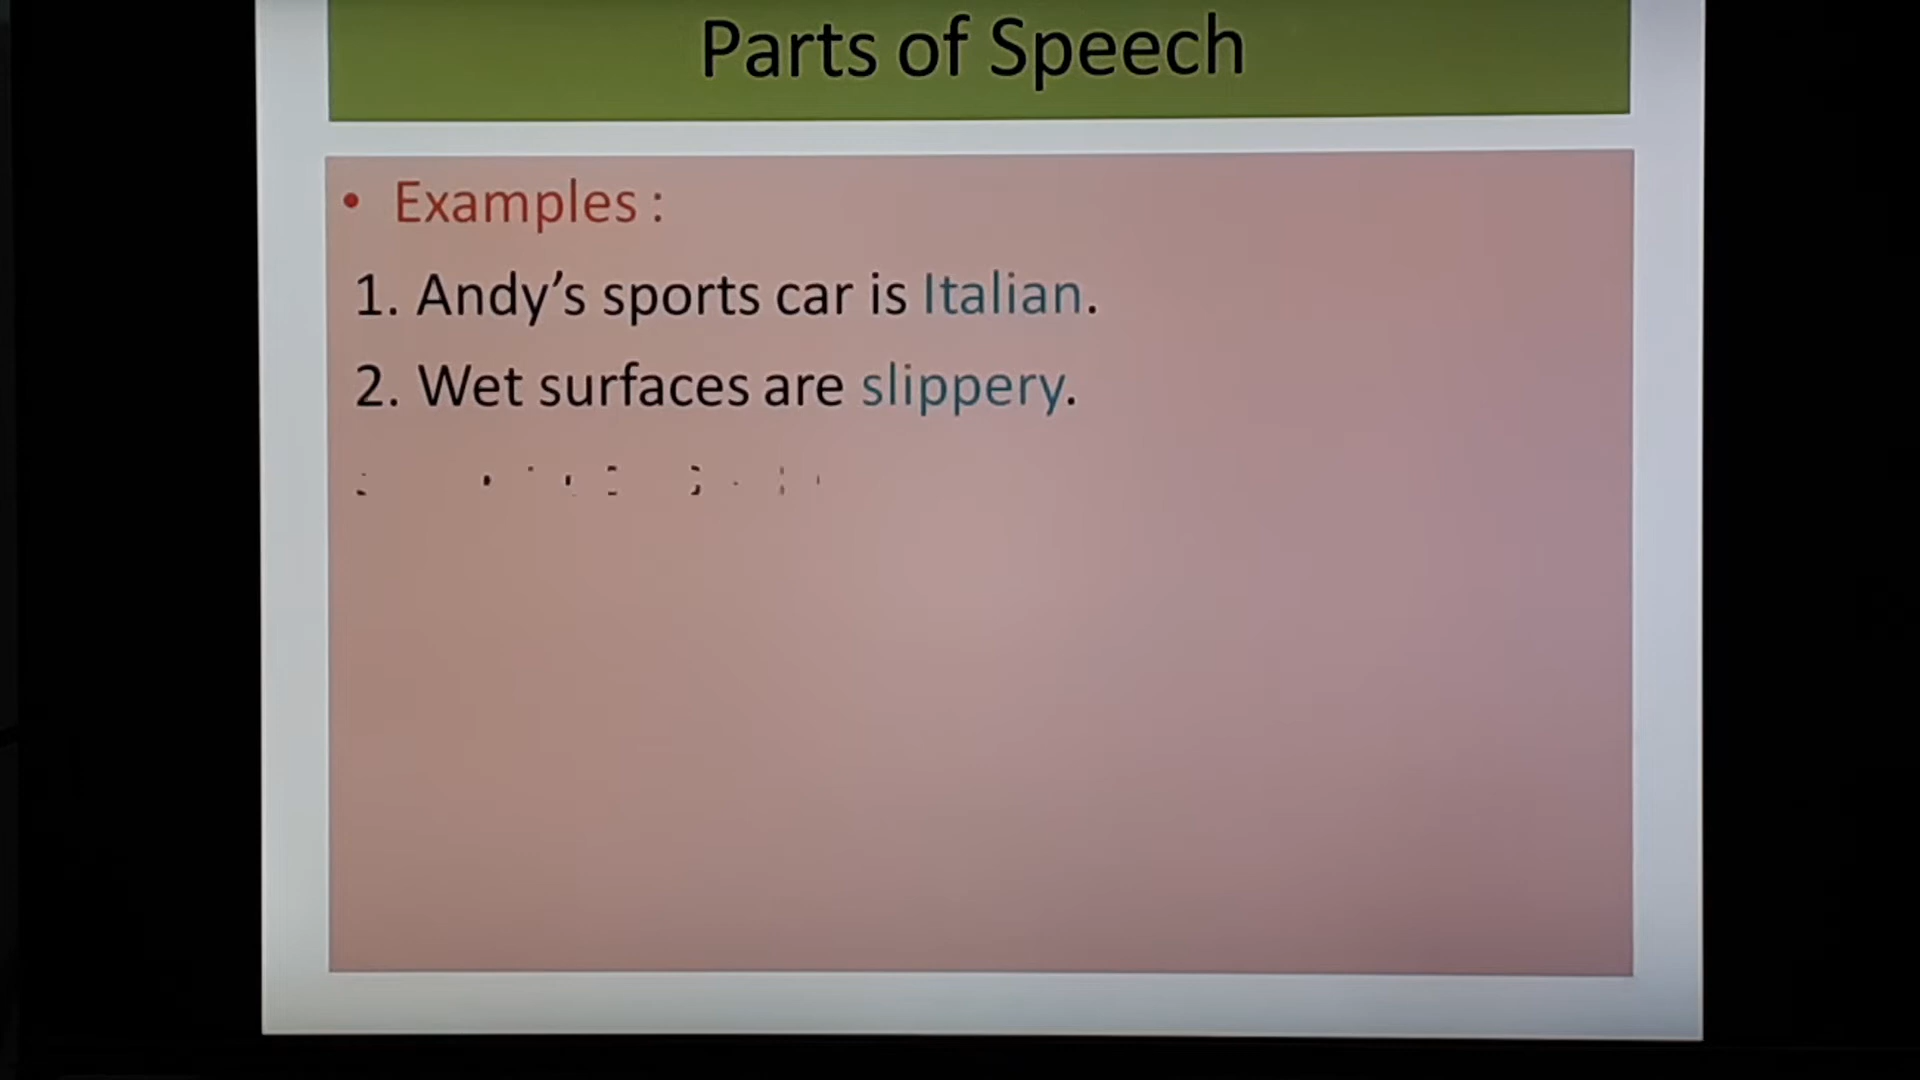 Parts of Speech
• Examples :
1. Andy’s sports car is Italian.
2. Wet surfaces are slippery.